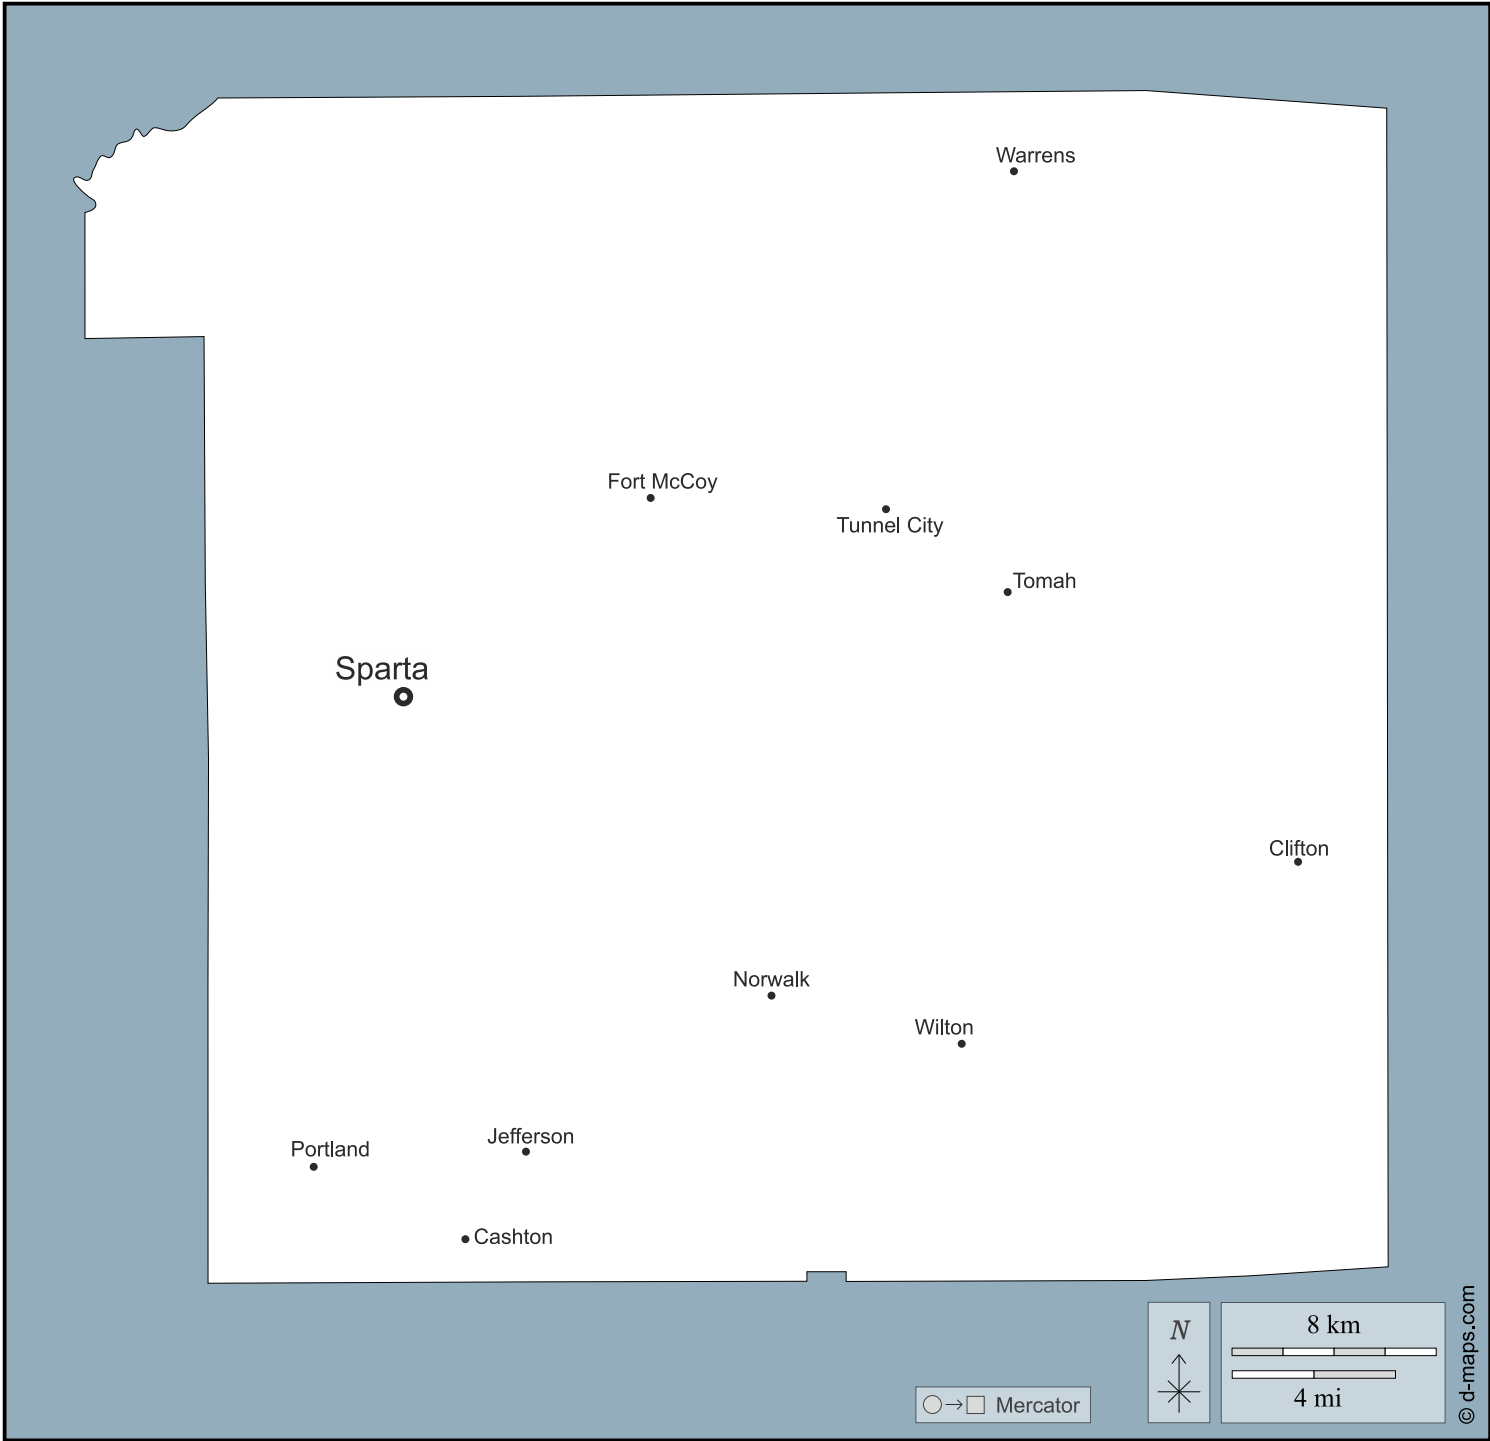 Warrens
Fort McCoy
Tunnel City
Tomah
Sparta
Clifton
Norwalk
Wilton
Jefferson
Portland
Cashton
N
8 km
4 mi
Mercator
© d-maps.com